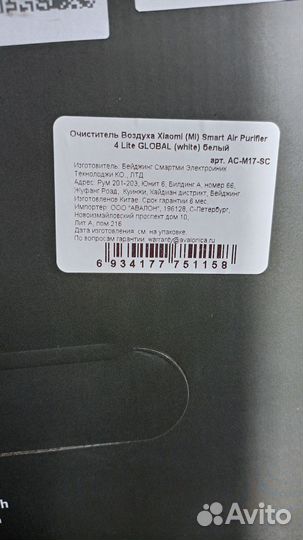 Очиститель Воздуха Xiaomi (Mi) Smart Air Purifier
4 Lite GLOBAL (white) белый
арт. AC-M17-SC
Изготовитель: Бейджинг Смартми Электроник
Текнолоджи КО., ЛТД
Адрес: Рум 201-203, Юнит 6, Билдинг А, номер 66,
Жуфанг Роад, Куинхи, Хайдиан дистрикт, Бейджинг
Изготовлено Китае. Срок гарантии 6 мес
Импортер: ООО "АВАЛОН", 196128, С-Петербург,
Новоизмайловский проспект дом 10,
Лит А, пом 216
Дата изготовления: см. на упаковке
По вопросам гарантии: warranty@avalonrca.ru
6 934177 751158
h
Avito